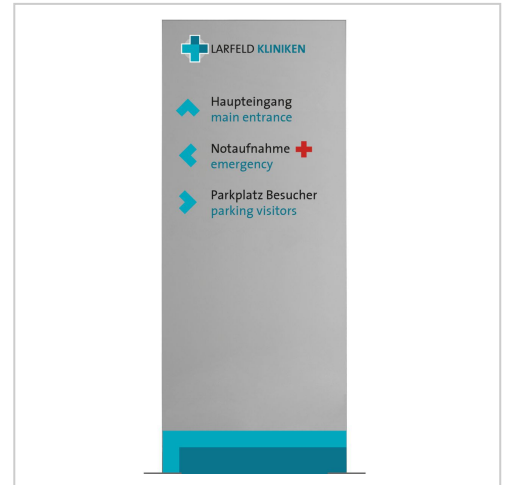 LARFELD KLINIKEN
Haupteingang
main entrance
Notaufnahme
emergency
Parkplatz Besucher
parking visitors